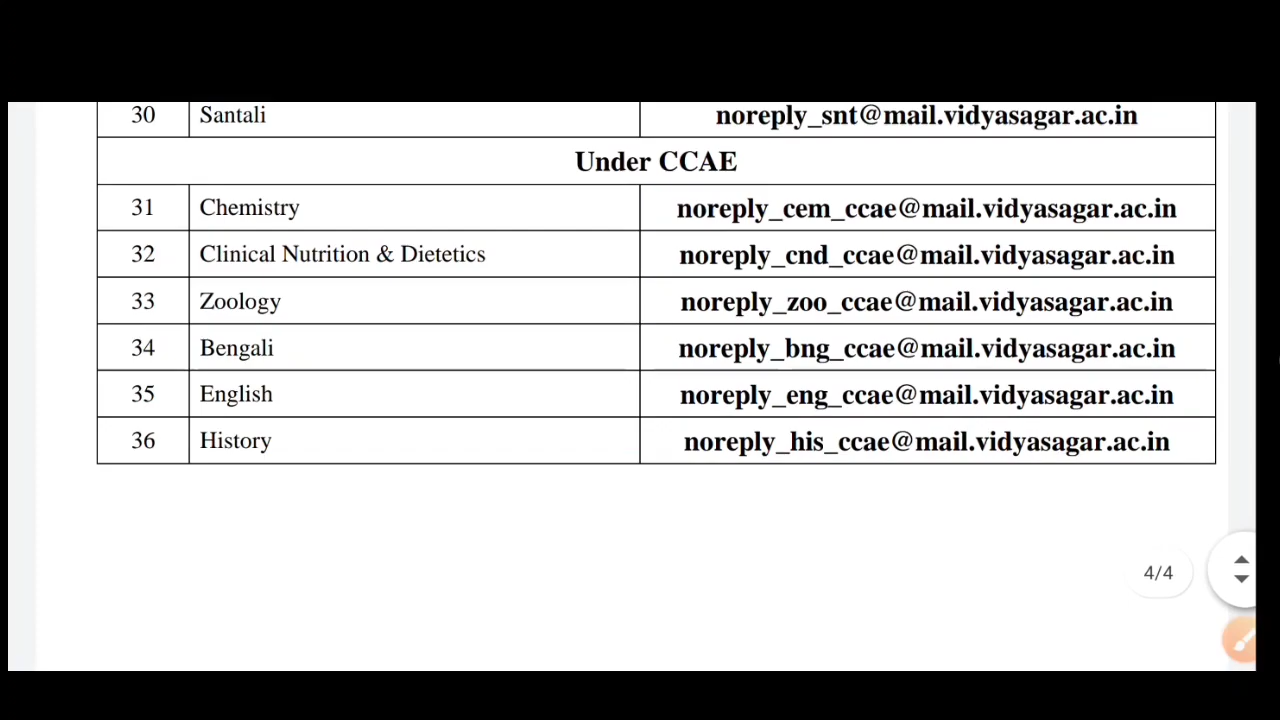 30 Santali noreply_snt@mail.vidyasagar.ac.in
Under CCAE
31 Chemistry noreply_cem_ccae@mail.vidyasagar.ac.in
32 Clinical Nutrition & Dietetics noreply_cnd_ccae@mail.vidyasagar.ac.in
33 Zoology noreply_zoo_ccae@mail.vidyasagar.ac.in
34 Bengali noreply_bng_ccae@mail.vidyasagar.ac.in
35 English noreply_eng_ccae@mail.vidyasagar.ac.in
36 History noreply_his_ccae@mail.vidyasagar.ac.in
4/4